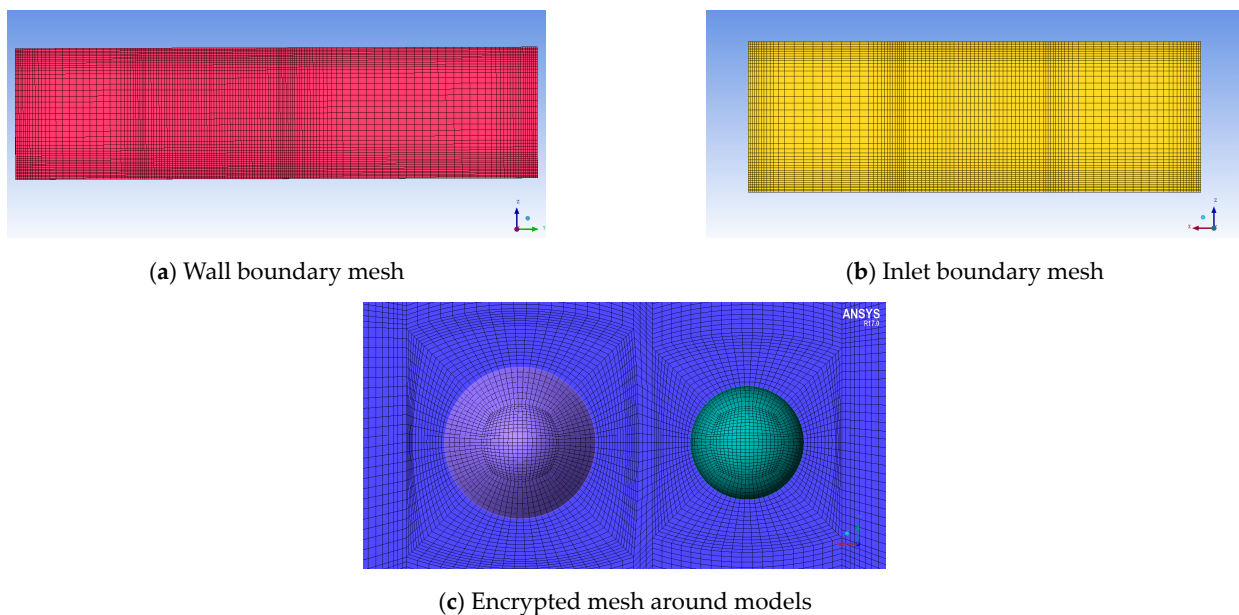 Z
Y
(a) Wall boundary mesh
Z
X
(b) Inlet boundary mesh
ANSYS
R17.0
(c) Encrypted mesh around models